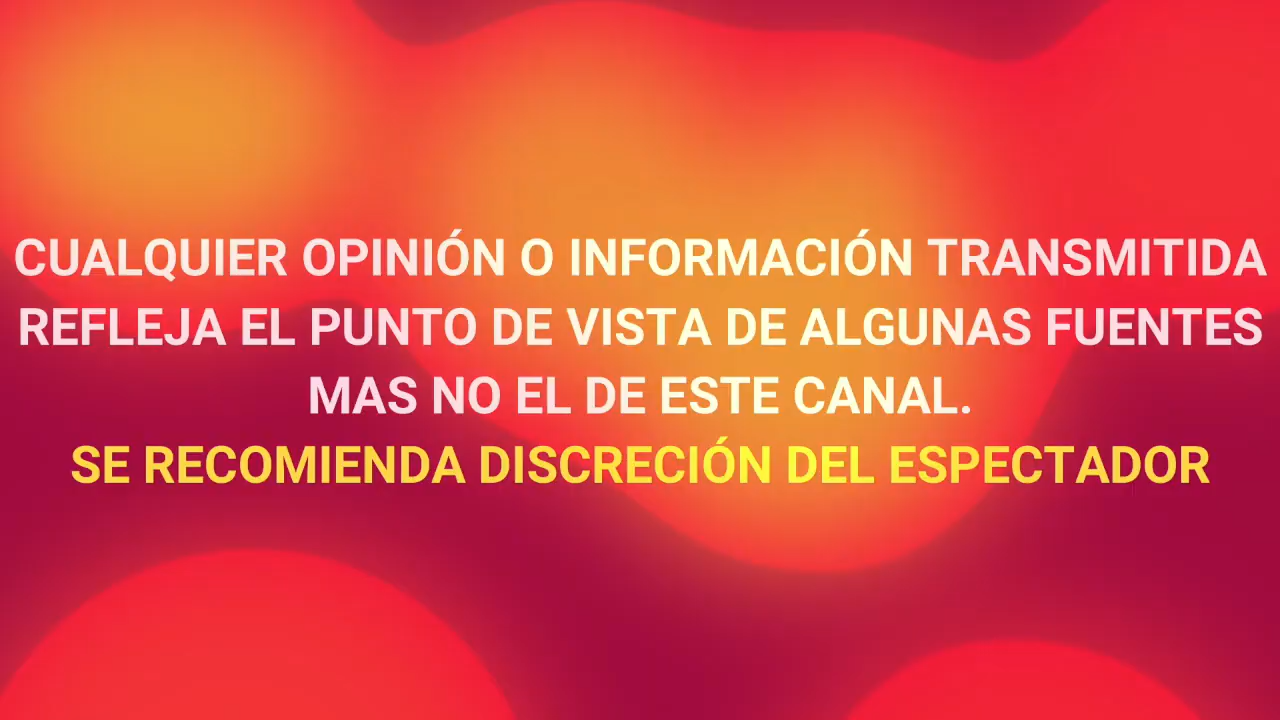 CUALQUIER OPINIÓN O INFORMACIÓN TRANSMITIDA
REFLEJA EL PUNTO DE VISTA DE ALGUNAS FUENTES
MAS NO EL DE ESTE CANAL.
SE RECOMIENDA DISCRECIÓN DEL ESPECTADOR